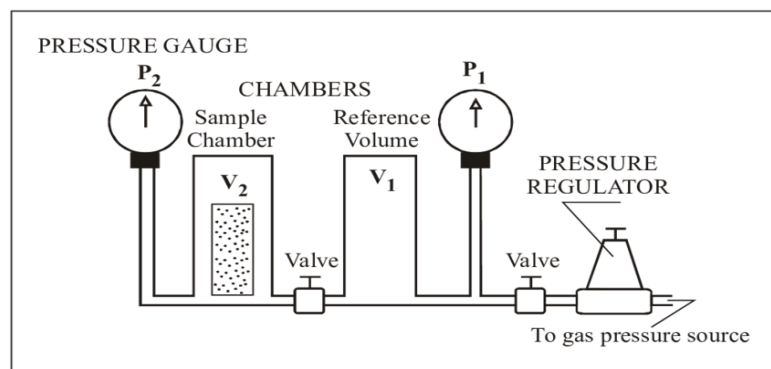 PRESSURE GAUGE
P2
P1
CHAMBERS
Sample
Chamber
Reference
Volume
V2
V1
PRESSURE
REGULATOR
Valve
Valve
To gas pressure source